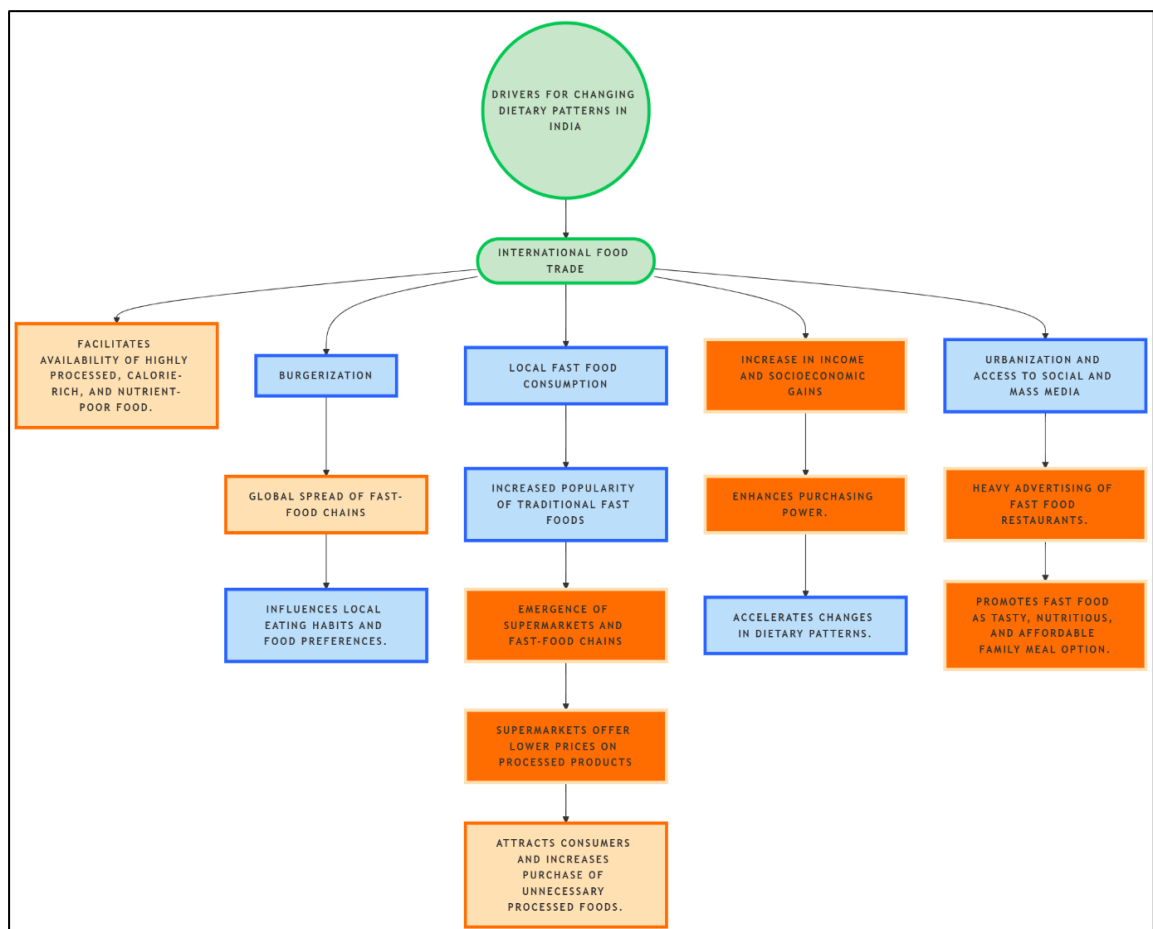 DRIVERS FOR CHANGING
DIETARY PATTERNS IN
INDIA
INTERNATIONAL FOOD
TRADE
FACILITATES
AVAILABILITY OF HIGHLY
PROCESSED, CALORIE-
RICH, AND NUTRIENT-
POOR FOOD.
BURGERIZATION
LOCAL FAST FOOD
CONSUMPTION
INCREASE IN INCOME
AND SOCIOECONOMIC
GAINS
URBANIZATION AND
ACCESS TO SOCIAL AND
MASS MEDIA
GLOBAL SPREAD OF FAST-
FOOD CHAINS
INCREASED POPULARITY
OF TRADITIONAL FAST
FOODS
ENHANCES PURCHASING
POWER.
HEAVY ADVERTISING OF
FAST FOOD
RESTAURANTS.
INFLUENCES LOCAL
EATING HABITS AND
FOOD PREFERENCES.
EMERGENCE OF
SUPERMARKETS AND
FAST-FOOD CHAINS
ACCELERATES CHANGES
IN DIETARY PATTERNS.
PROMOTES FAST FOOD
AS TASTY, NUTRITIOUS,
AND AFFORDABLE
FAMILY MEAL OPTION.
SUPERMARKETS OFFER
LOWER PRICES ON
PROCESSED PRODUCTS
ATTRACTS CONSUMERS
AND INCREASES
PURCHASE OF
UNNECESSARY
PROCESSED FOODS.